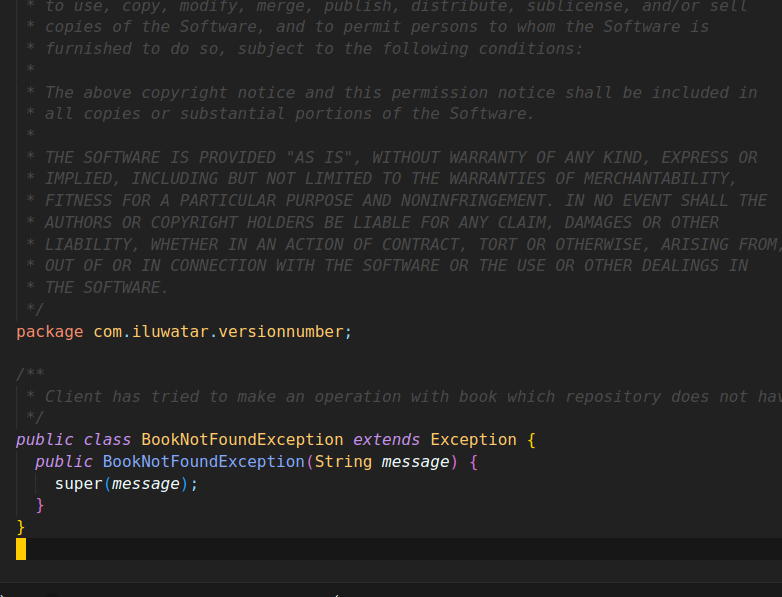 * to use, copy, modify, merge, publish, distribute, sublicense, and/or sell
* copies of the Software, and to permit persons to whom the Software is
* furnished to do so, subject to the following conditions:
*
* The above copyright notice and this permission notice shall be included in
* all copies or substantial portions of the Software.
*
* THE SOFTWARE IS PROVIDED "AS IS", WITHOUT WARRANTY OF ANY KIND, EXPRESS OR
* IMPLIED, INCLUDING BUT NOT LIMITED TO THE WARRANTIES OF MERCHANTABILITY,
* FITNESS FOR A PARTICULAR PURPOSE AND NONINFRINGEMENT. IN NO EVENT SHALL THE
* AUTHORS OR COPYRIGHT HOLDERS BE LIABLE FOR ANY CLAIM, DAMAGES OR OTHER
* LIABILITY, WHETHER IN AN ACTION OF CONTRACT, TORT OR OTHERWISE, ARISING FROM,
* OUT OF OR IN CONNECTION WITH THE SOFTWARE OR THE USE OR OTHER DEALINGS IN
* THE SOFTWARE.
*/
package com.iluwatar.versionnumber;
/**
* Client has tried to make an operation with book which repository does not
*/
public class BookNotFoundException extends Exception {
public BookNotFoundException(String message) {
super(message);
}
}